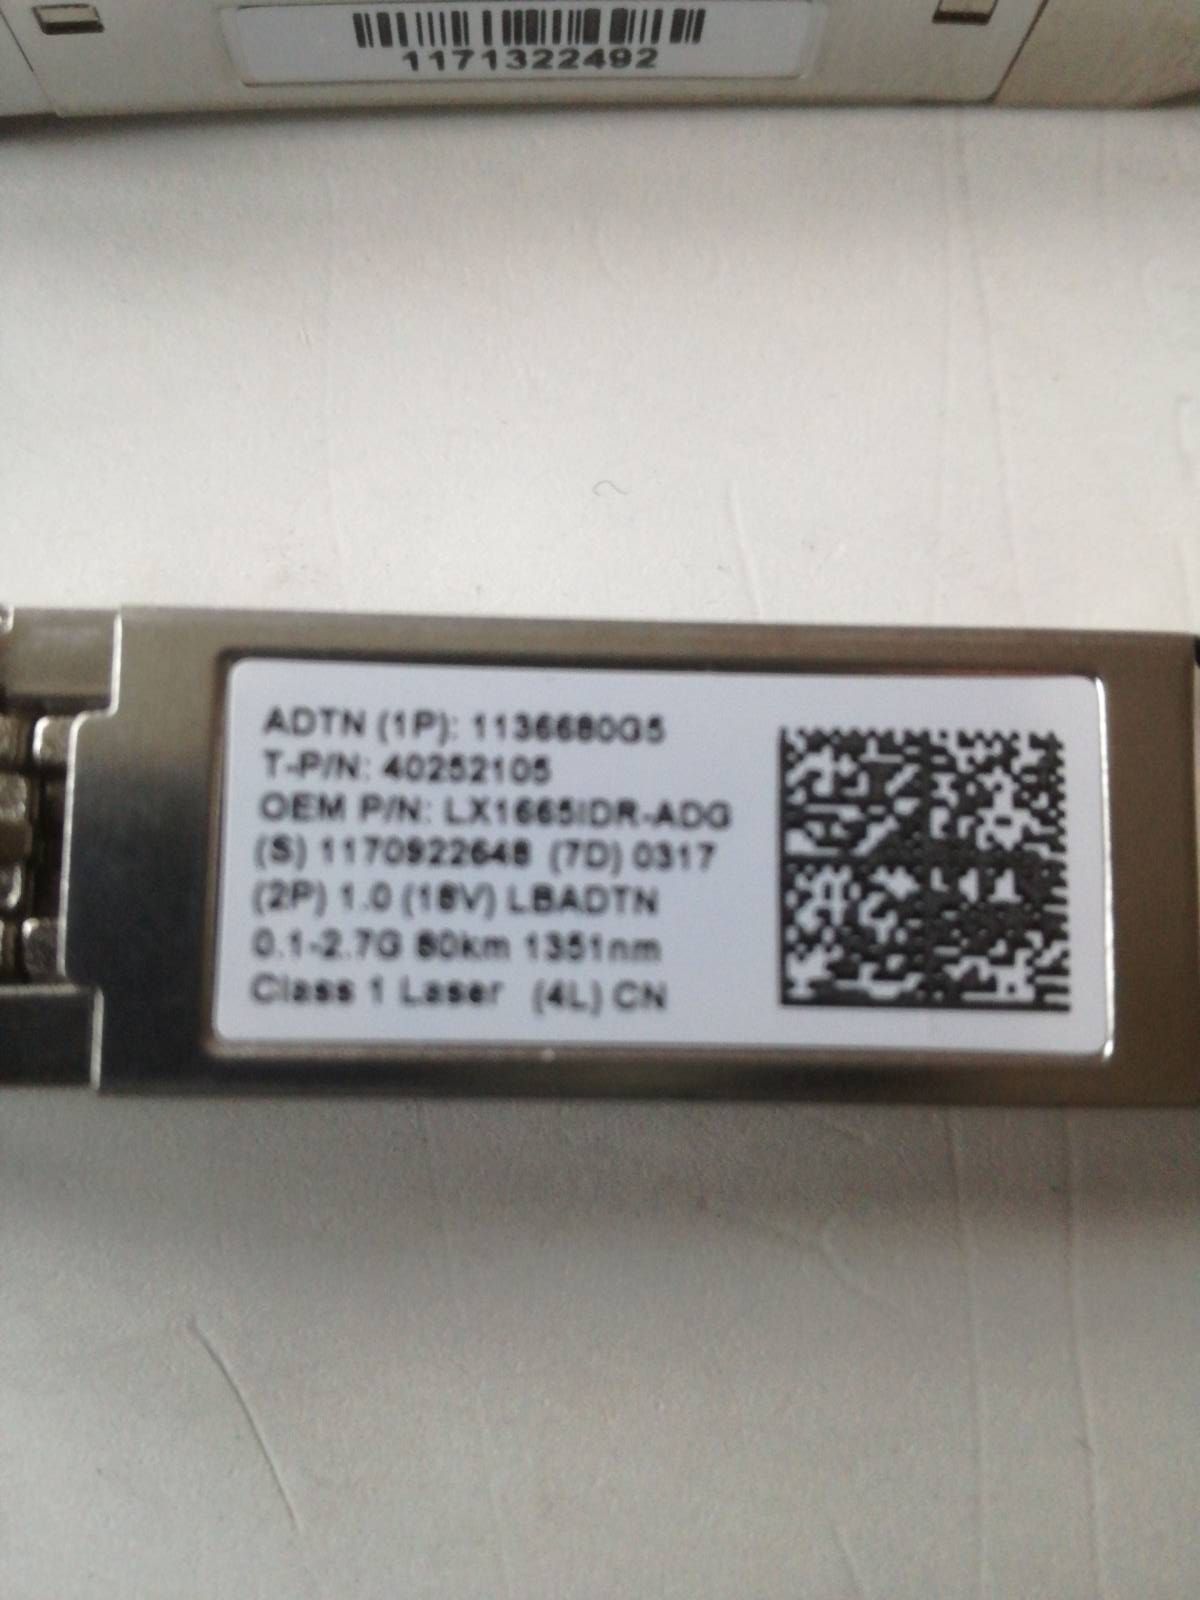 1171322492
ADTN (1P): 1136680G5
T-P/N: 40252105
OEM P/N: LX1665IDR-ADG
(S) 1170922648 (7D) 0317
(2P) 1.0 (18V) LBADTN
0.1-2.7G 80km 1351nm
Class 1 Laser (4L) CN